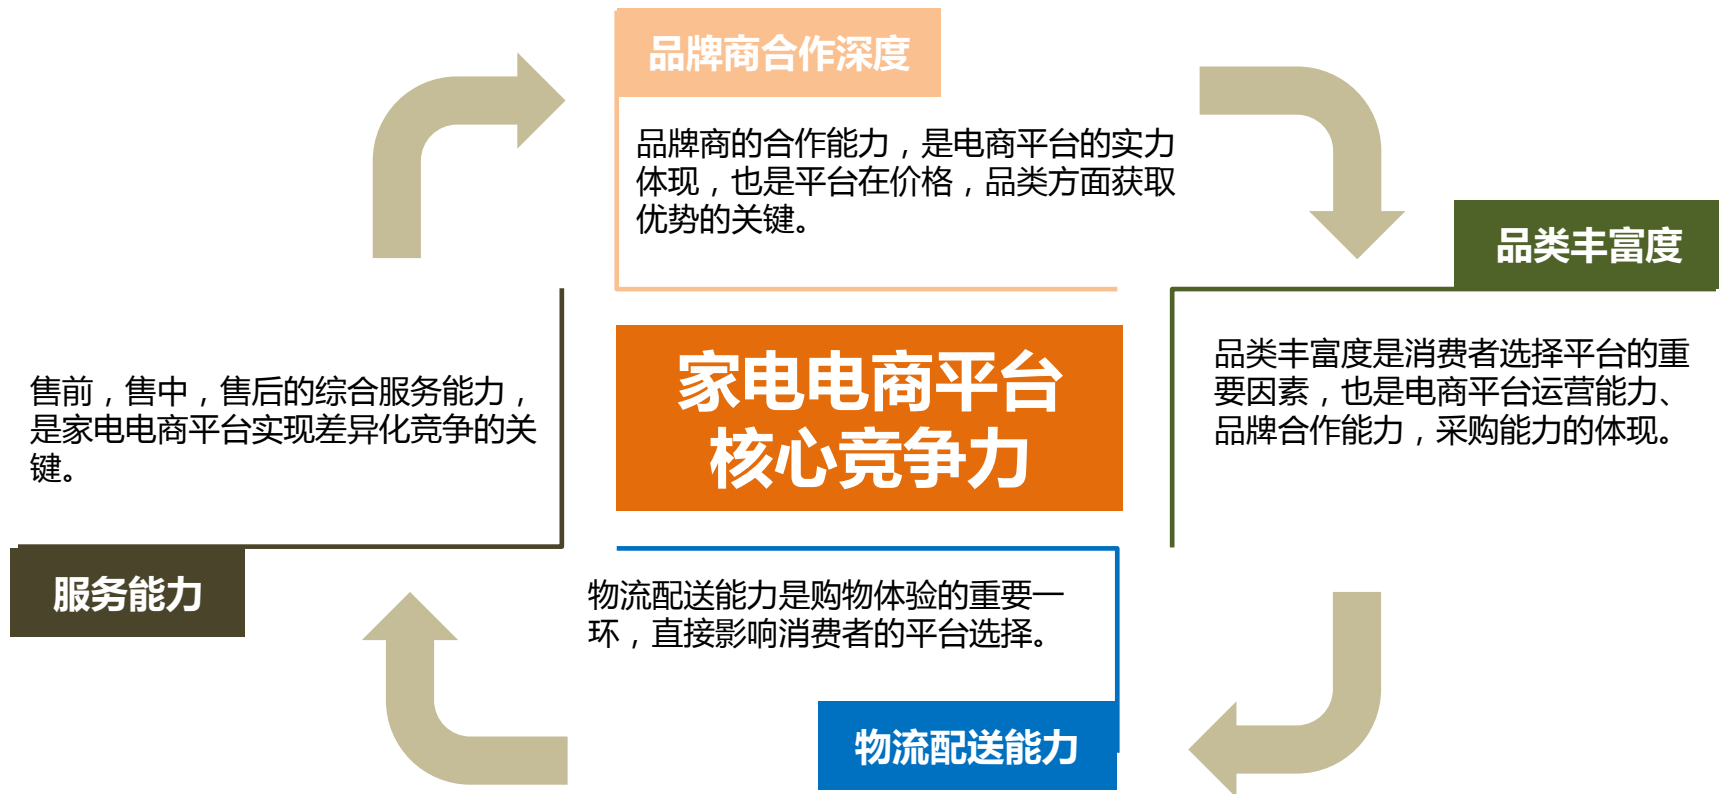 品牌商合作深度
品牌商的合作能力，是电商平台的实力
体现，也是平台在价格，品类方面获取
优势的关键。
品类丰富度
品类丰富度是消费者选择平台的重
要因素，也是电商平台运营能力、
品牌合作能力，采购能力的体现。
家电电商平台
核心竞争力
售前，售中，售后的综合服务能力，
是家电电商平台实现差异化竞争的关
键。
服务能力
物流配送能力是购物体验的重要一
环，直接影响消费者的平台选择。
物流配送能力